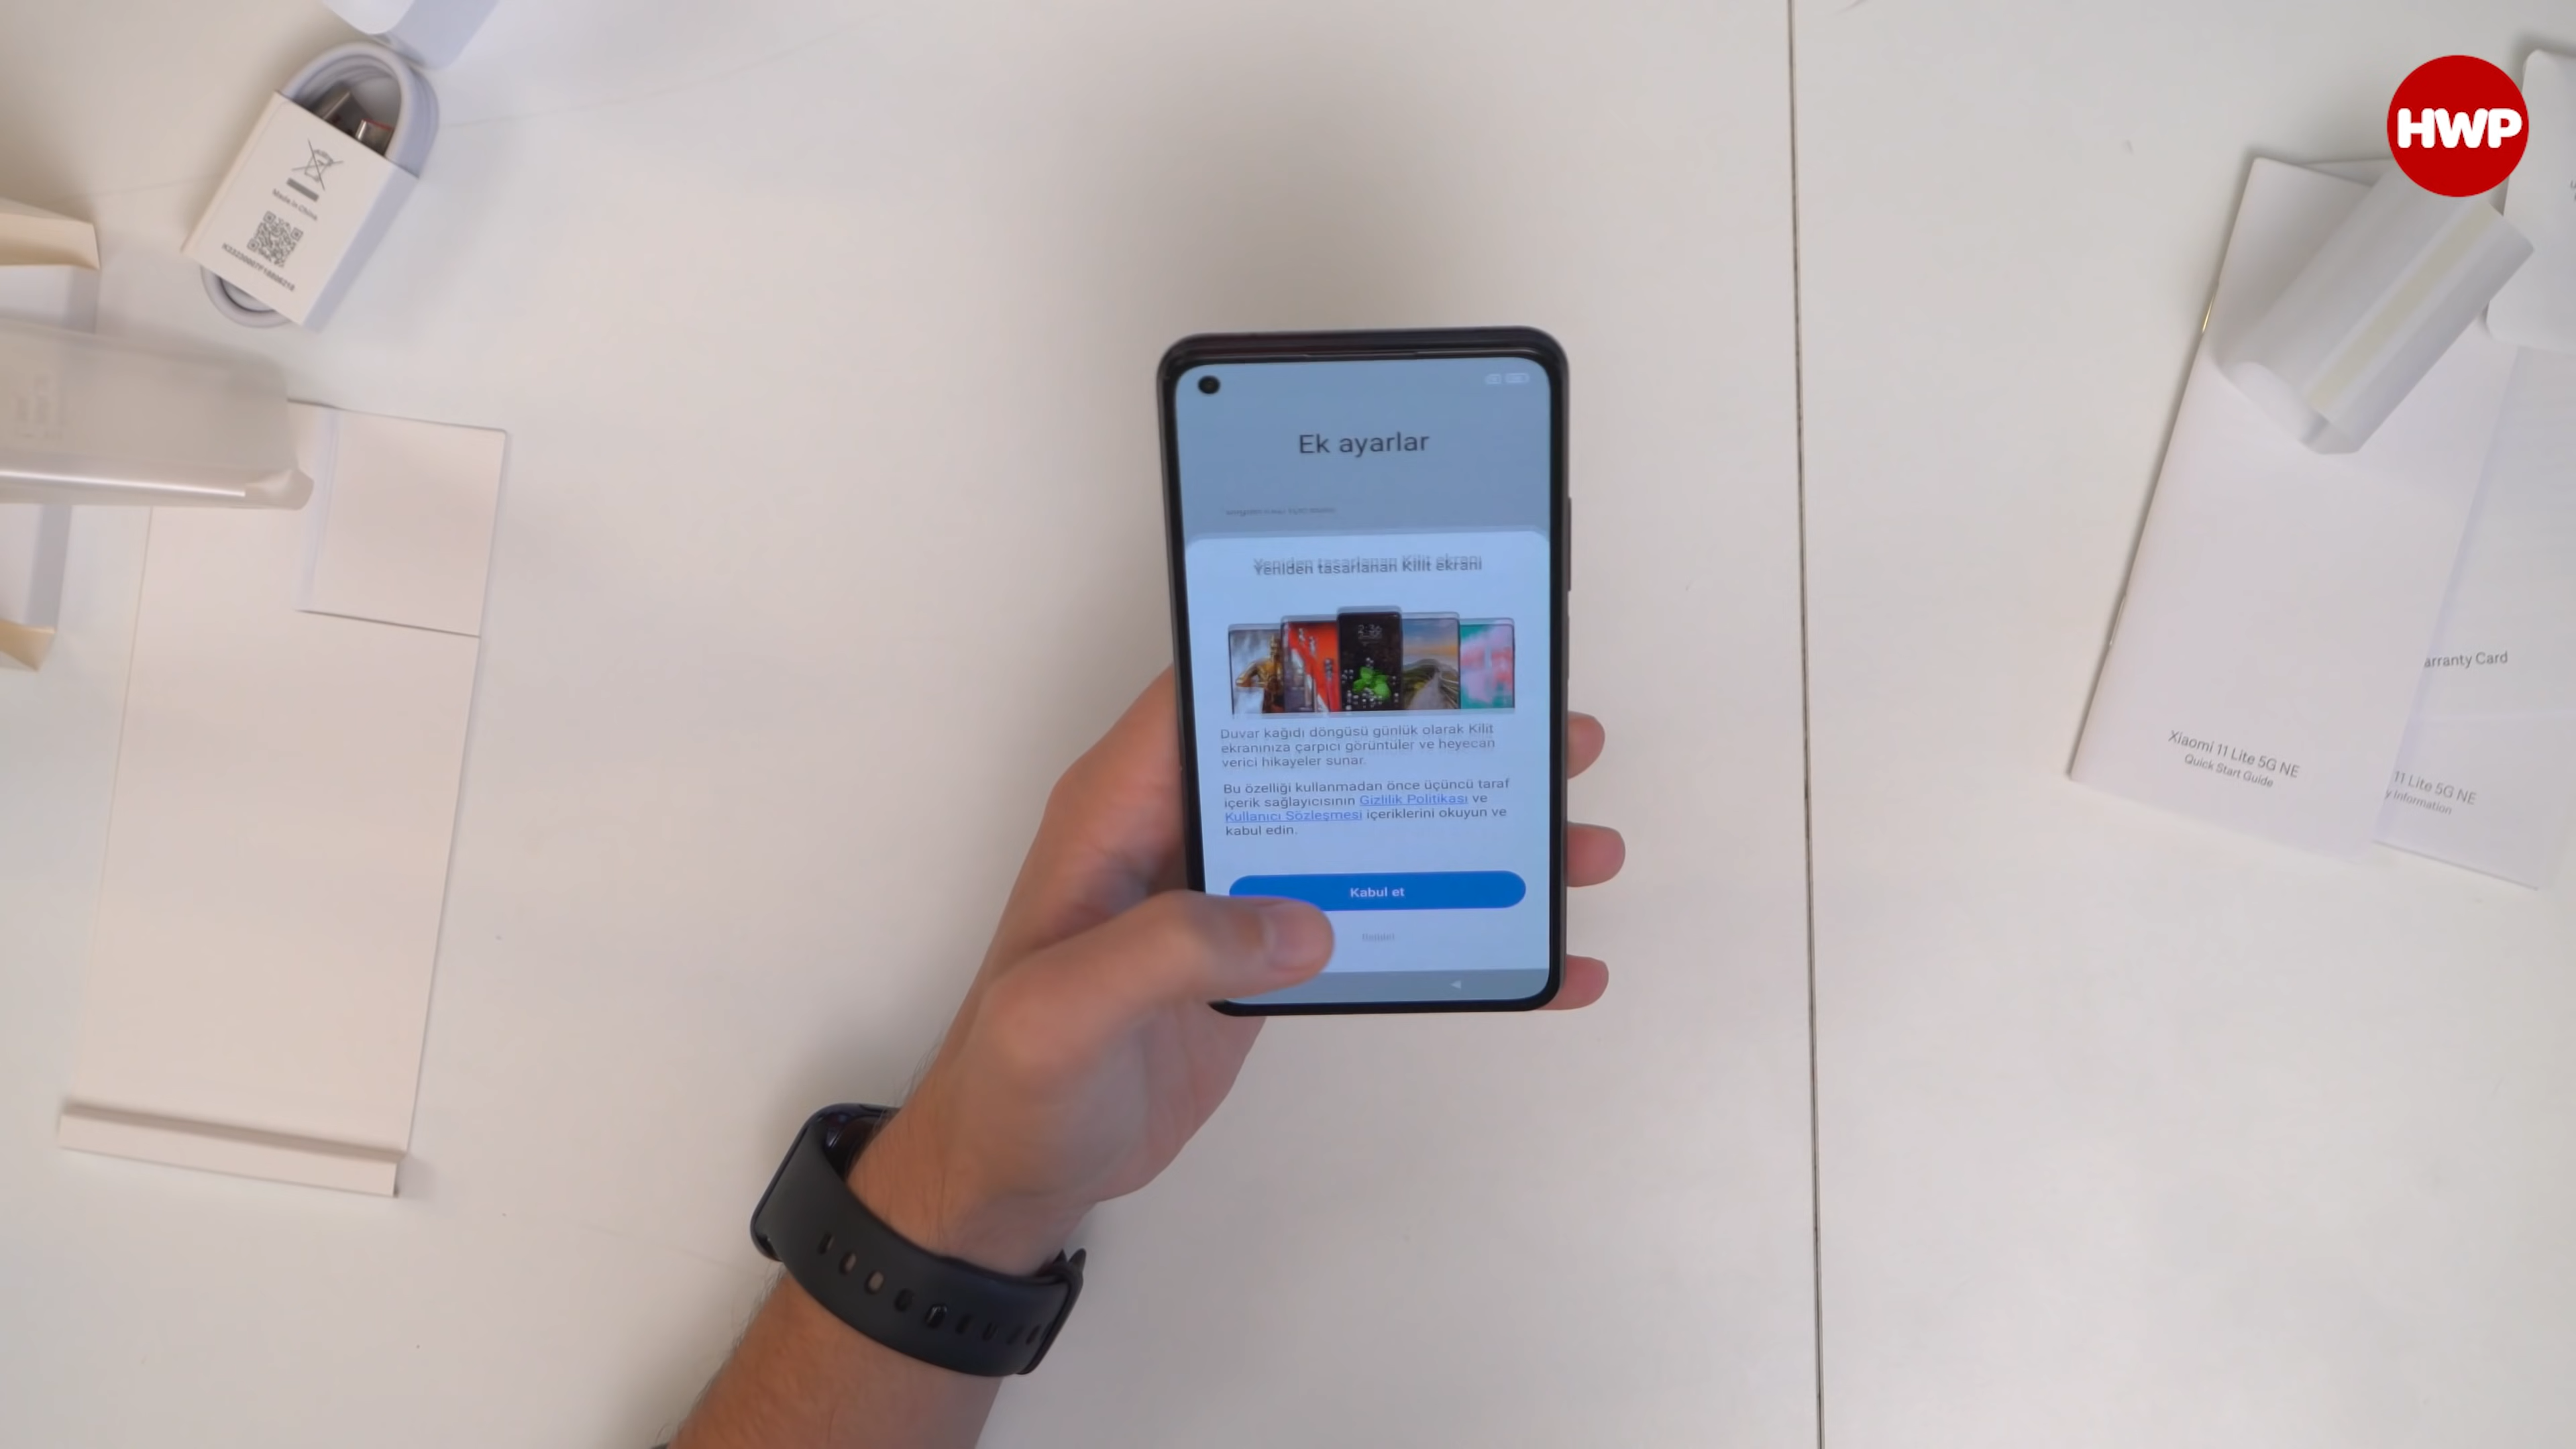 HWP
Made in China
Ek ayarlar
Yeniden tasarlanan Kilit ekranı
2:36
Duvar kağıdı döngüsü günlük olarak Kilit
ekranınıza çarpıcı görüntüler ve heyecan
verici hikayeler sunar.
Bu özelliği kullanmadan önce üçüncü taraf
içerik sağlayıcısının Gizlilik Politikası ve
Kullanıcı Sözleşmesi içeriklerini okuyun ve
kabul edin.
Kabul et
arranty Card
Xiaomi 11 Lite 5G NE
Quick Start Guide
11 Lite 5G NE
y Information